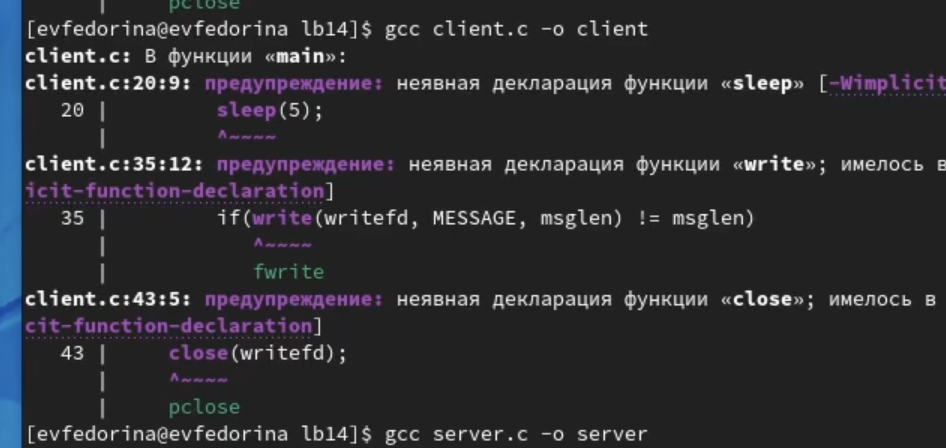 |     pclose
[evfedorina@evfedorina lb14]$ gcc client.c -o client
client.c: В функции «main»:
client.c:20:9: предупреждение: неявная декларация функции «sleep» [-Wimplicit
   20 |         sleep(5);
      |         ^~~~~
client.c:35:12: предупреждение: неявная декларация функции «write»; имелось в
icit-function-declaration]
   35 |         if(write(writefd, MESSAGE, msglen) != msglen)
      |            ^~~~~
      |            fwrite
client.c:43:5: предупреждение: неявная декларация функции «close»; имелось в
cit-function-declaration]
   43 |     close(writefd);
      |     ^~~~~
      |     pclose
[evfedorina@evfedorina lb14]$ gcc server.c -o server